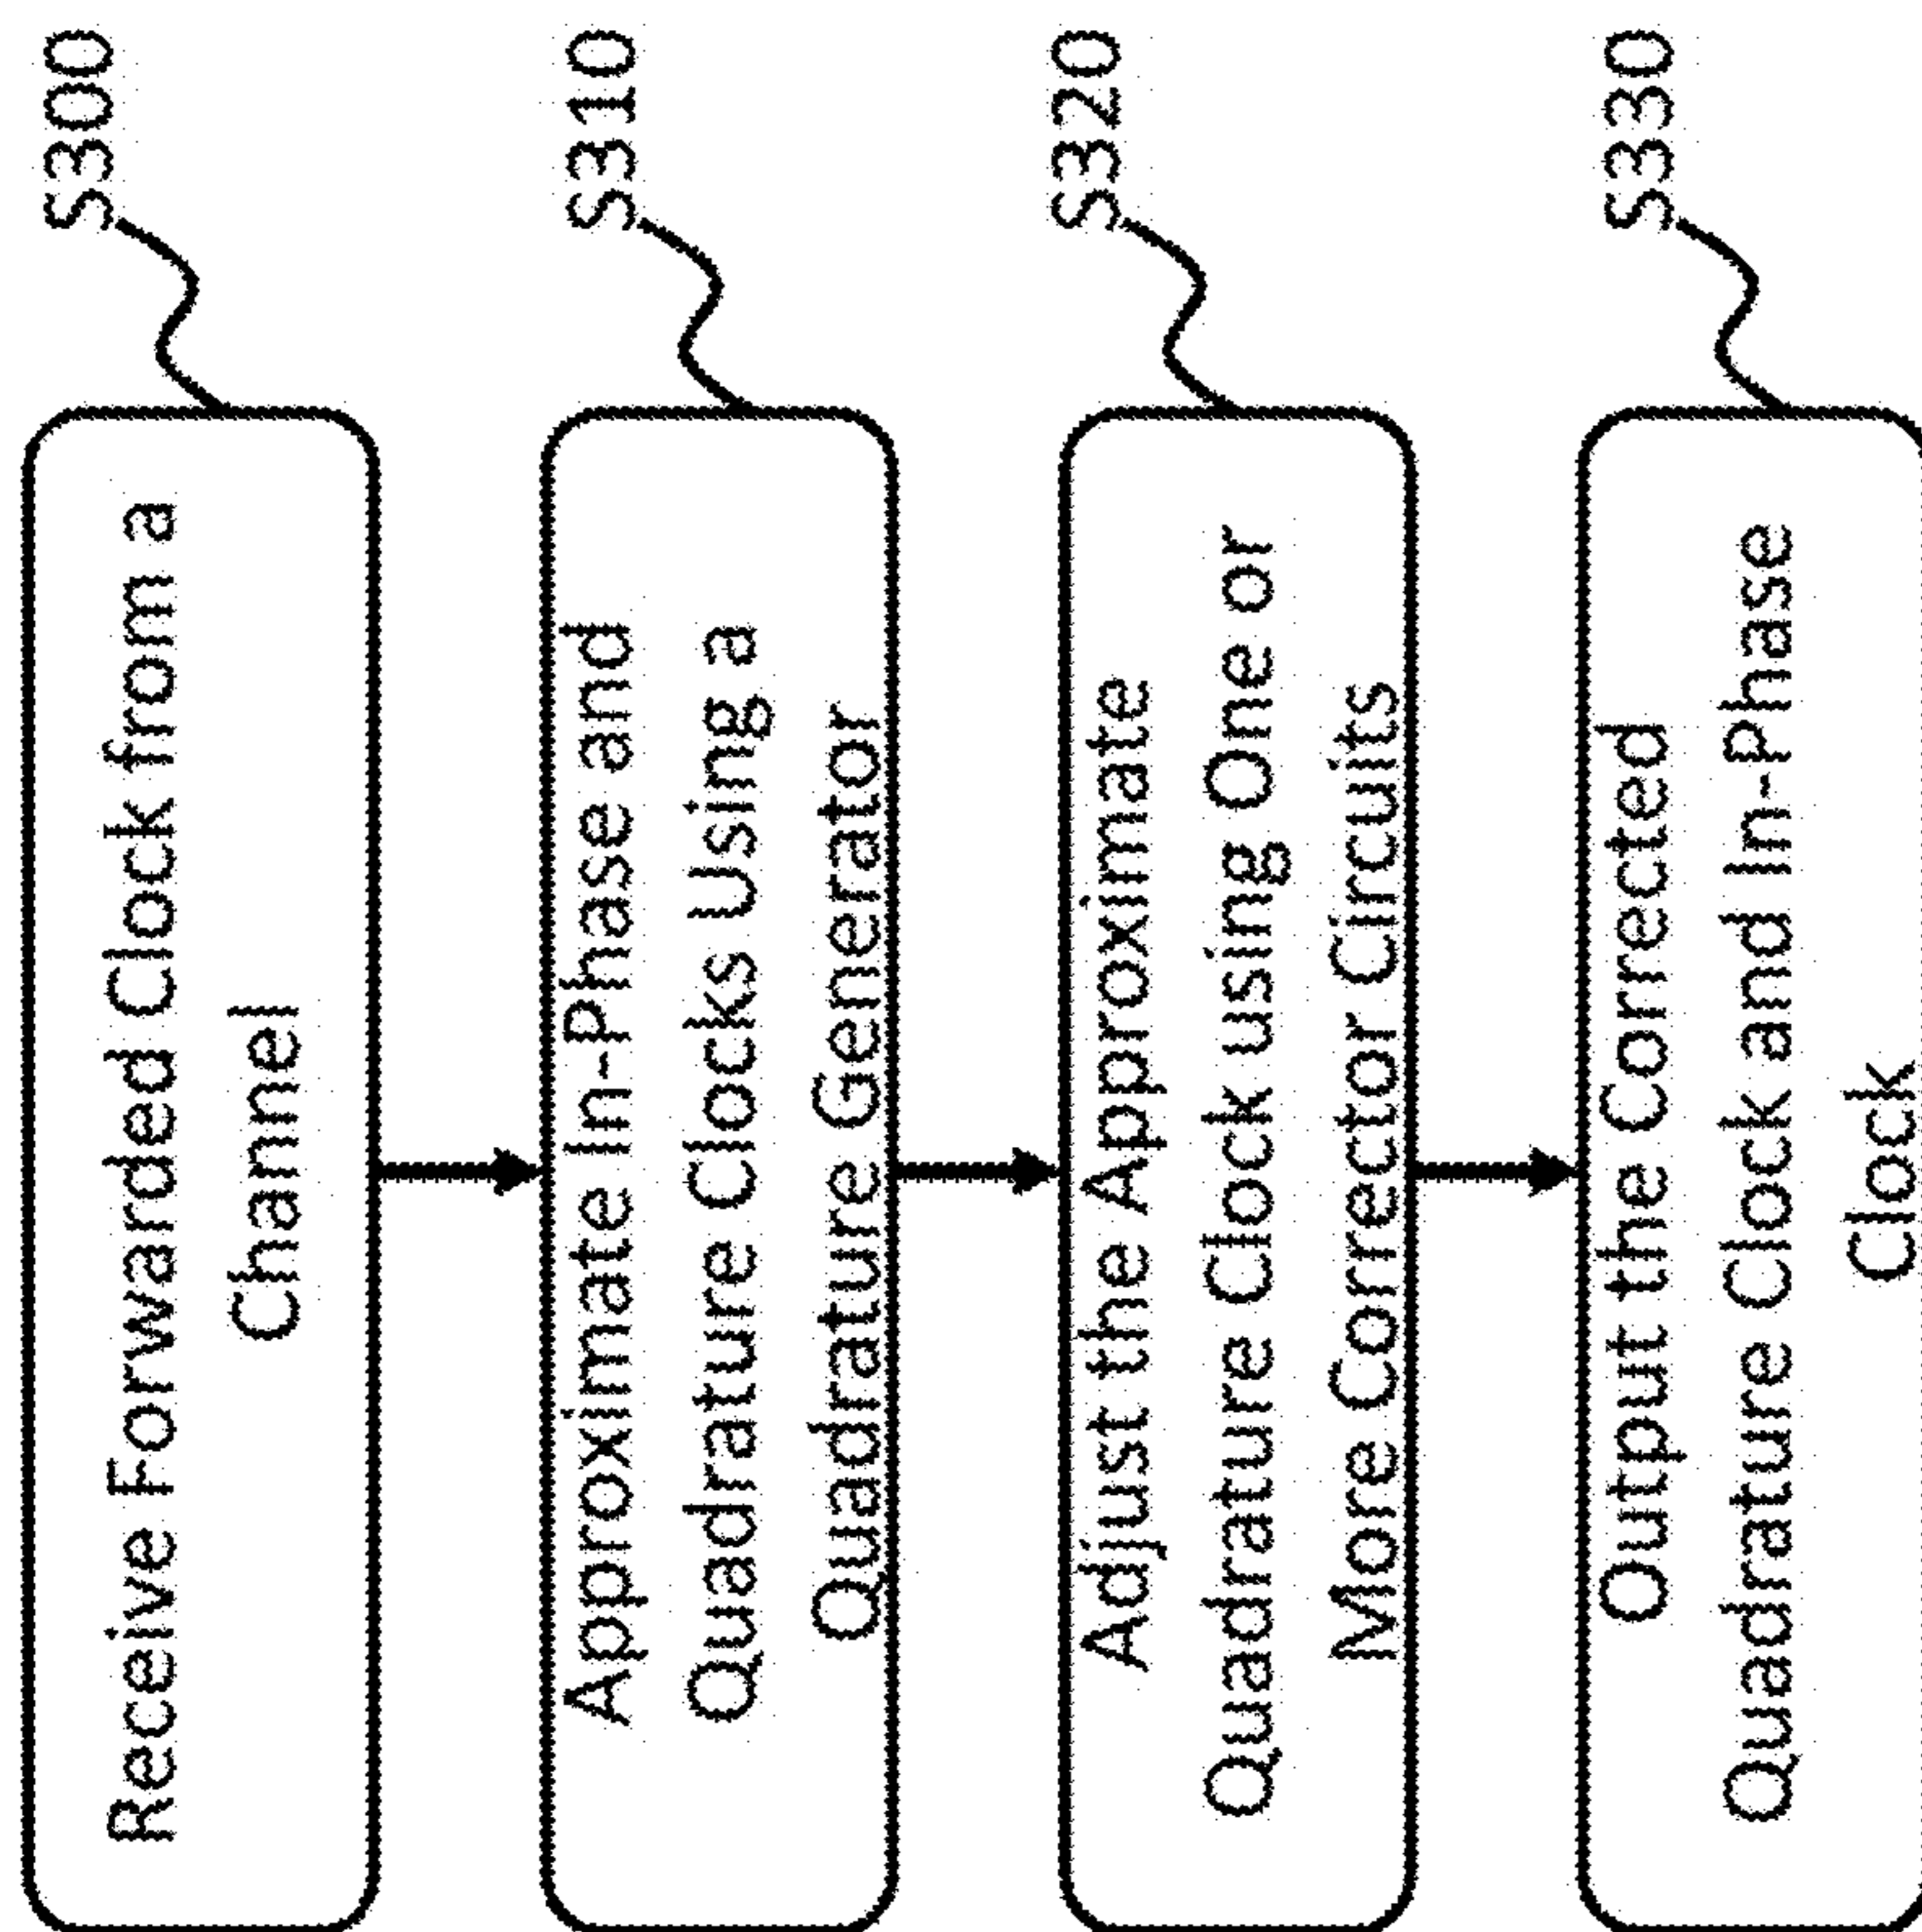 S300
Receive Forwarded Clock from a
Channel
S310
Approximate In-Phase and
Quadrature Clocks Using a
Quadrature Generator
S320
Adjust the Approximate
Quadrature Clock using One or
More Corrector Circuits
S330
Output the Corrected
Quadrature Clock and In-Phase
Clock